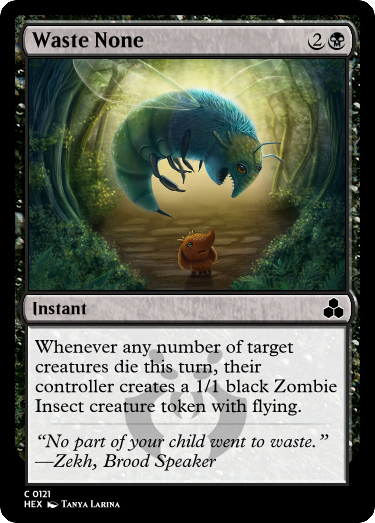 Waste None 2
Instant
Whenever any number of target
creatures die this turn, their
controller creates a 1/1 black Zombie
Insect creature token with flying.
“No part of your child went to waste.”
—Zekh, Brood Speaker
C 0121
HEX Tanya Larina